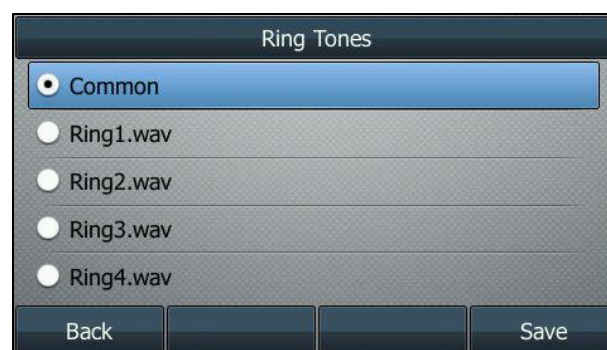 Ring Tones
Common
Ring1.wav
Ring2.wav
Ring3.wav
Ring4.wav
Back Save